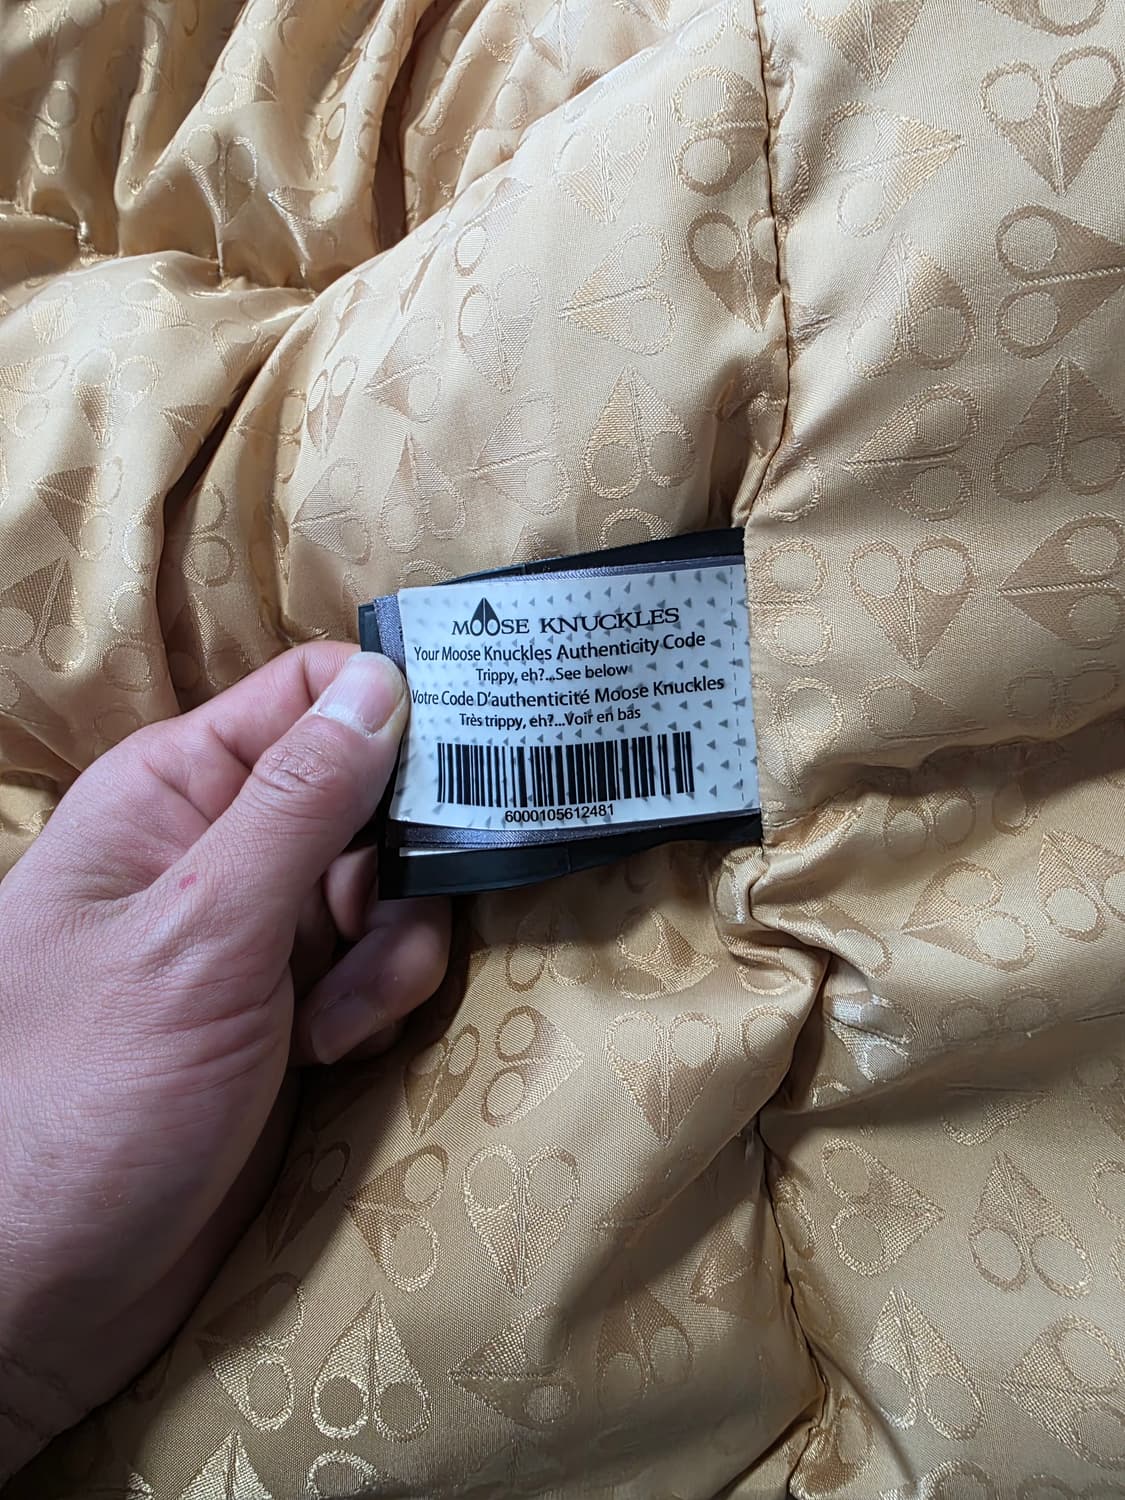 MOOSE KNUCKLES
Your Moose Knuckles Authenticity Code
Trippy, eh?...See below
Votre Code D'authenticité Moose Knuckles
Très trippy, eh?...Voir en bas
6000105612481